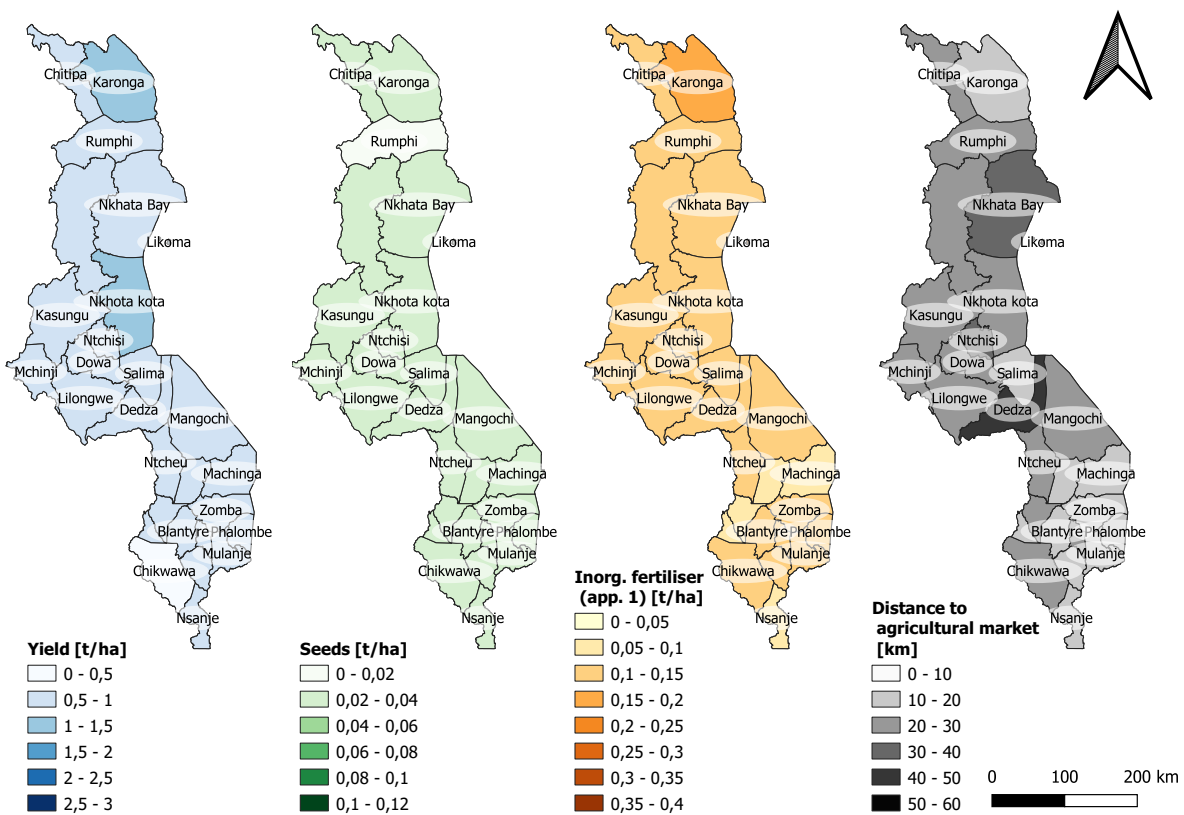 Chitipa
Karonga
Rumphi
Nkhata Bay
Likoma
Nkhota kota
Kasungu
Ntchisi
Dowa
Mchinji
Salima
Lilongwe
Dedza
Mangochi
Ntcheu
Machinga
Zomba
Blantyre
Phalombe
Mulanje
Chikwawa
Nsanje
Yield [t/ha]
0 - 0,5
0,5 - 1
1 - 1,5
1,5 - 2
2 - 2,5
2,5 - 3
Chitipa
Karonga
Rumphi
Nkhata Bay
Likoma
Nkhota kota
Kasungu
Ntchisi
Dowa
Mchinji
Salima
Lilongwe
Dedza
Mangochi
Ntcheu
Machinga
Zomba
Blantyre
Phalombe
Mulanje
Chikwawa
Nsanje
Seeds [t/ha]
0 - 0,02
0,02 - 0,04
0,04 - 0,06
0,06 - 0,08
0,08 - 0,1
0,1 - 0,12
Chitipa
Karonga
Rumphi
Nkhata Bay
Likoma
Nkhota kota
Kasungu
Ntchisi
Dowa
Mchinji
Salima
Lilongwe
Dedza
Mangochi
Ntcheu
Machinga
Zomba
Blantyre
Phalombe
Mulanje
Chikwawa
Nsanje
Inorg. fertiliser
(app. 1) [t/ha]
0 - 0,05
0,05 - 0,1
0,1 - 0,15
0,15 - 0,2
0,2 - 0,25
0,25 - 0,3
0,3 - 0,35
0,35 - 0,4
Chitipa
Karonga
Rumphi
Nkhata Bay
Likoma
Nkhota kota
Kasungu
Ntchisi
Dowa
Mchinji
Salima
Lilongwe
Dedza
Mangochi
Ntcheu
Machinga
Zomba
Blantyre
Phalombe
Mulanje
Chikwawa
Nsanje
Distance to
agricultural market
[km]
0 - 10
10 - 20
20 - 30
30 - 40
40 - 50
50 - 60
0 100 200 km